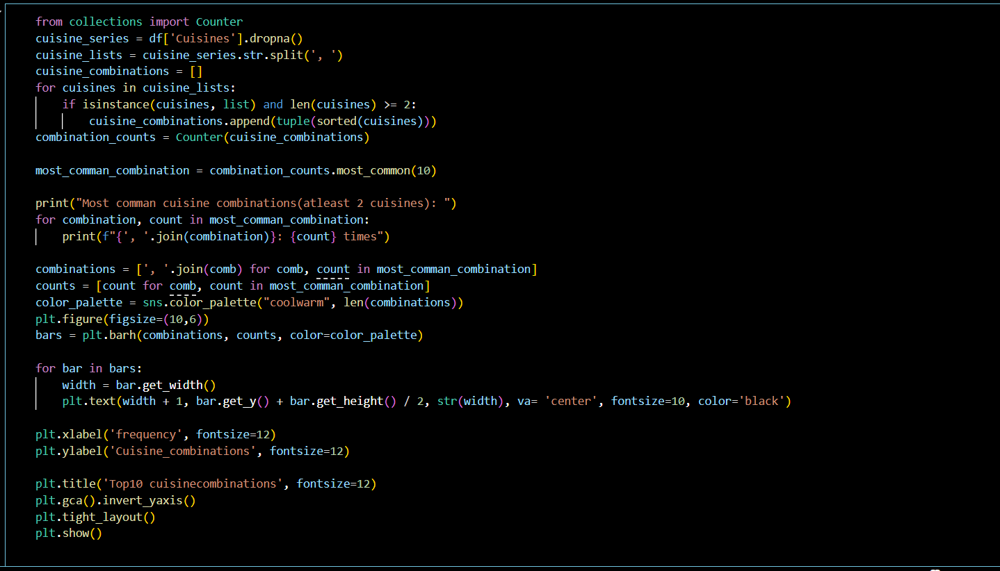 from collections import Counter
cuisine_series = df['Cuisines'].dropna()
cuisine_lists = cuisine_series.str.split(', ')
cuisine_combinations = []
for cuisines in cuisine_lists:
    if isinstance(cuisines, list) and len(cuisines) >= 2:
        cuisine_combinations.append(tuple(sorted(cuisines)))
combination_counts = Counter(cuisine_combinations)

most_comman_combination = combination_counts.most_common(10)

print("Most comman cuisine combinations(atleast 2 cuisines): ")
for combination, count in most_comman_combination:
    print(f"{', '.join(combination)}: {count} times")

combinations = [', '.join(comb) for comb, count in most_comman_combination]
counts = [count for comb, count in most_comman_combination]
color_palette = sns.color_palette("coolwarm", len(combinations))
plt.figure(figsize=(10,6))
bars = plt.barh(combinations, counts, color=color_palette)

for bar in bars:
    width = bar.get_width()
    plt.text(width + 1, bar.get_y() + bar.get_height() / 2, str(width), va= 'center', fontsize=10, color='black')

plt.xlabel('frequency', fontsize=12)
plt.ylabel('Cuisine_combinations', fontsize=12)

plt.title('Top10 cuisinecombinations', fontsize=12)
plt.gca().invert_yaxis()
plt.tight_layout()
plt.show()